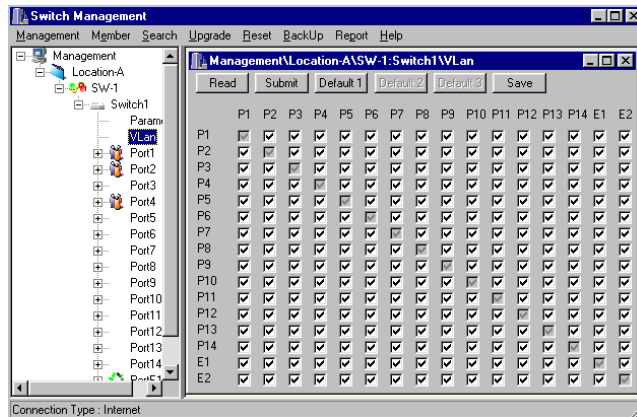 Switch Management
Management Member Search Upgrade Reset BackUp Report Help
Management
Location-A
SW-1
Switch1
VLan
Port1
Port2
Port3
Port4
Port5
Port6
Port7
Port8
Port9
Port10
Port11
Port12
Port13
Port14
Management\Location-A\SW-1:Switch1\VLan
Read Submit Default 1 Default 2 Default 3 Save
P1 P2 P3 P4 P5 P6 P7 P8 P9 P10 P11 P12 P13 P14 E1 E2
P1
P2
P3
P4
P5
P6
P7
P8
P9
P10
P11
P12
P13
P14
E1
E2
Connection Type : Internet